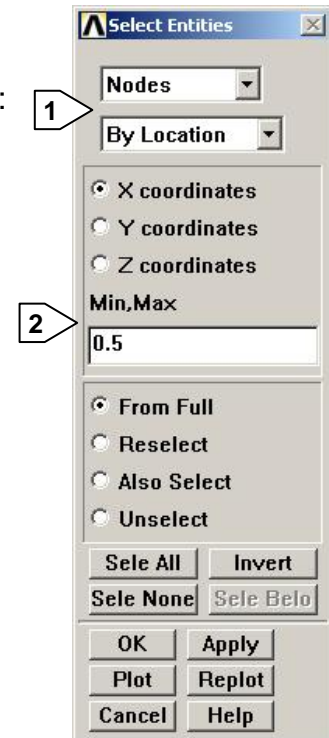 Select Entities
:
1
Nodes
By Location
X coordinates
Y coordinates
Z coordinates
Min,Max
2
0.5
From Full
Reselect
Also Select
Unselect
Sele All Invert
Sele None Sele Belo
OK Apply
Plot Replot
Cancel Help